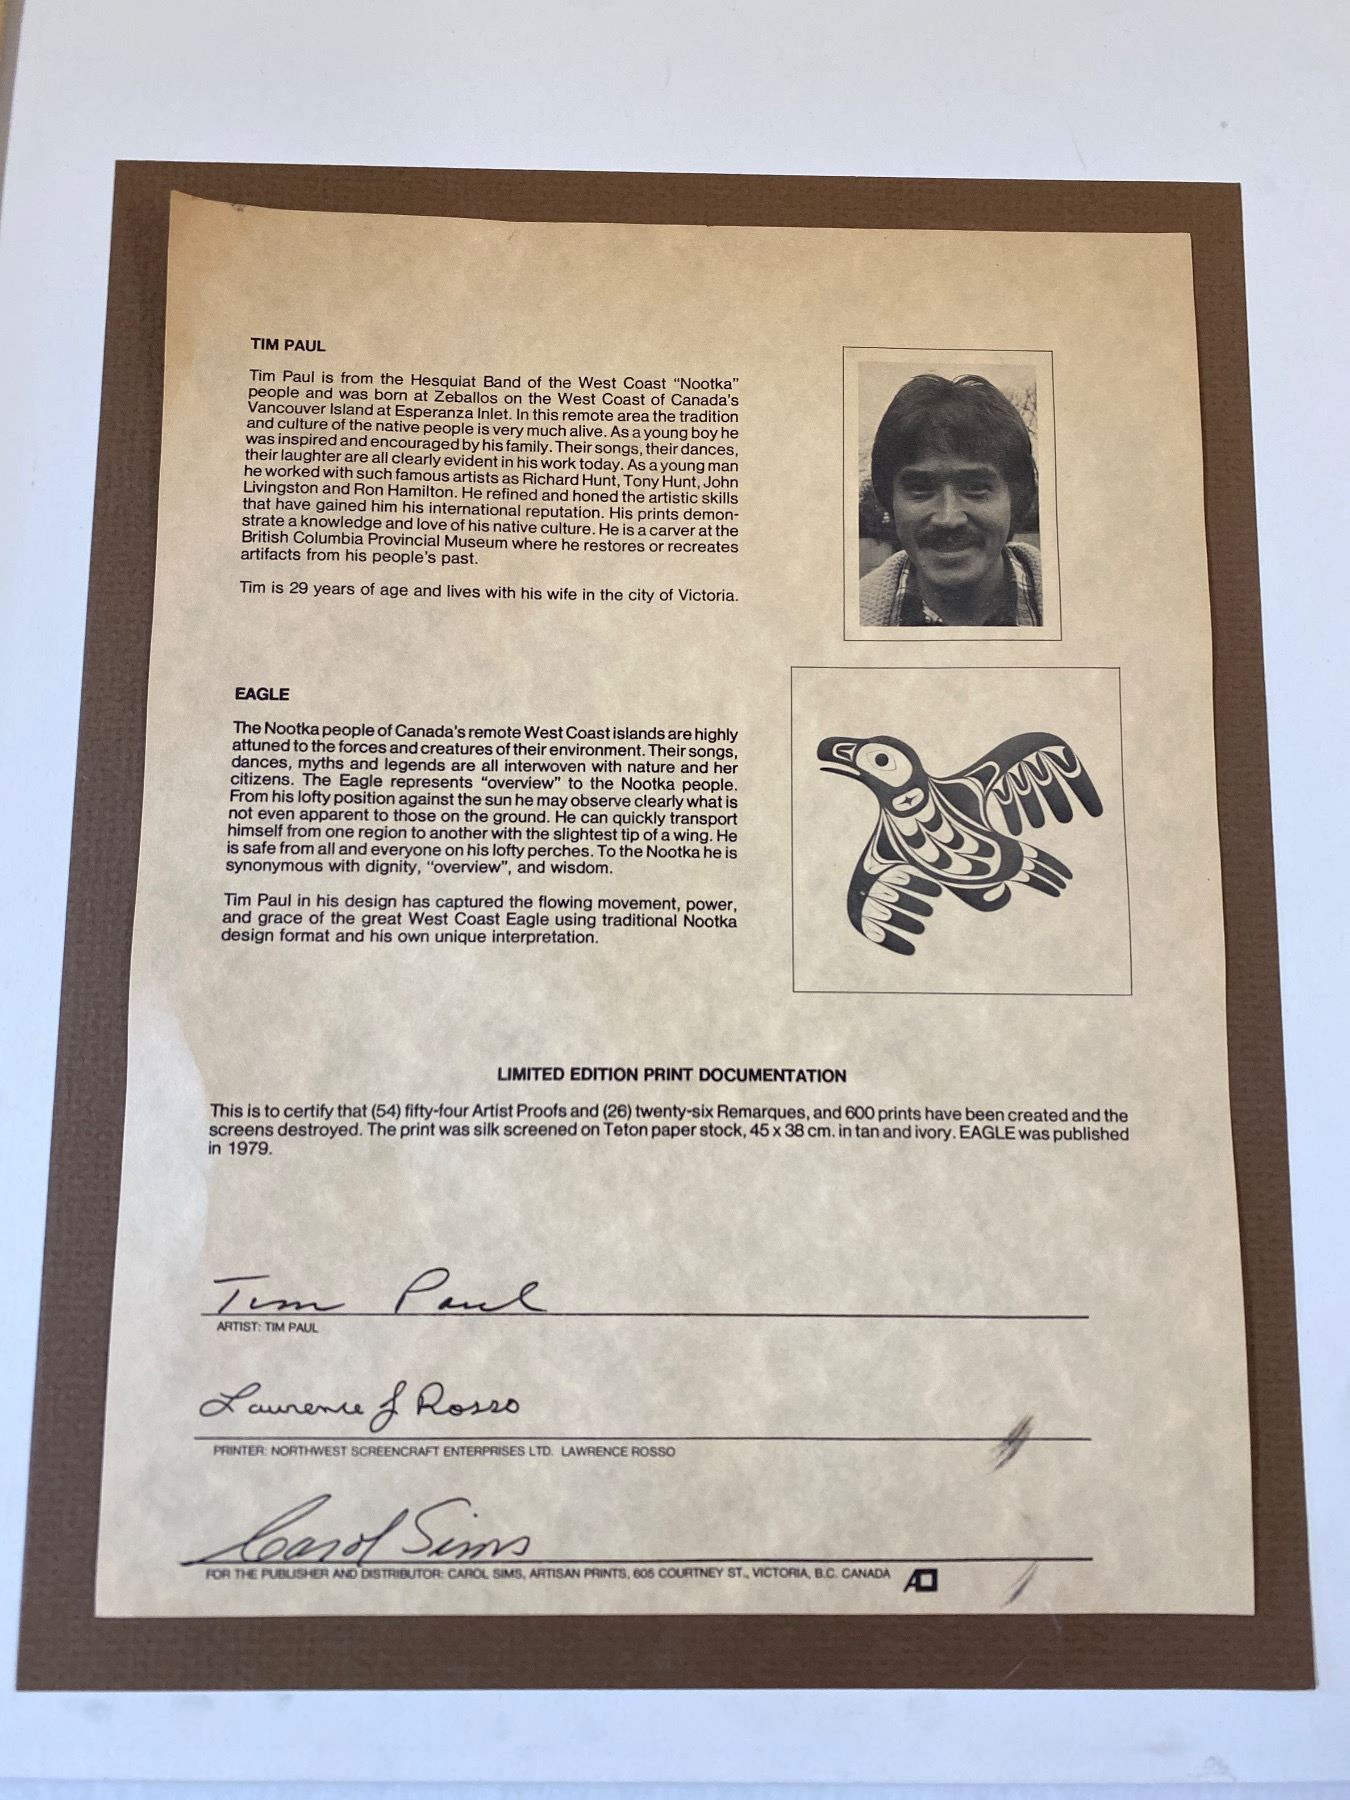 TIM PAUL
Tim Paul is from the Hesquiat Band of the West Coast “Nootka”
people and was born at Zeballos on the West Coast of Canada’s
Vancouver Island at Esperanza Inlet. In this remote area the tradition
and culture of the native people is very much alive. As a young boy he
was inspired and encouraged by his family. Their songs, their dances,
their laughter are all clearly evident in his work today. As a young man
he worked with such famous artists as Richard Hunt, Tony Hunt, John
Livingston and Ron Hamilton. He refined and honed the artistic skills
that have gained him his international reputation. His prints demon-
strate a knowledge and love of his native culture. He is a carver at the
British Columbia Provincial Museum where he restores or recreates
artifacts from his people’s past.
Tim is 29 years of age and lives with his wife in the city of Victoria.
EAGLE
The Nootka people of Canada’s remote West Coast islands are highly
attuned to the forces and creatures of their environment. Their songs,
dances, myths and legends are all interwoven with nature and her
citizens. The Eagle represents “overview” to the Nootka people.
From his lofty position against the sun he may observe clearly what is
not even apparent to those on the ground. He can quickly transport
himself from one region to another with the slightest tip of a wing. He
is safe from all and everyone on his lofty perches. To the Nootka he is
synonymous with dignity, “overview”, and wisdom.
Tim Paul in his design has captured the flowing movement, power,
and grace of the great West Coast Eagle using traditional Nootka
design format and his own unique interpretation.
LIMITED EDITION PRINT DOCUMENTATION
This is to certify that (54) fifty-four Artist Proofs and (26) twenty-six Remarques, and 600 prints have been created and the
screens destroyed. The print was silk screened on Teton paper stock, 45 x 38 cm. in tan and ivory. EAGLE was published
in 1979.
Tim Paul
ARTIST: TIM PAUL
Lawrence J Rosso
PRINTER: NORTHWEST SCREENCRAFT ENTERPRISES LTD. LAWRENCE ROSSO
Carol Sims
FOR THE PUBLISHER AND DISTRIBUTOR: CAROL SIMS, ARTISAN PRINTS, 605 COURTNEY ST., VICTORIA, B.C. CANADA